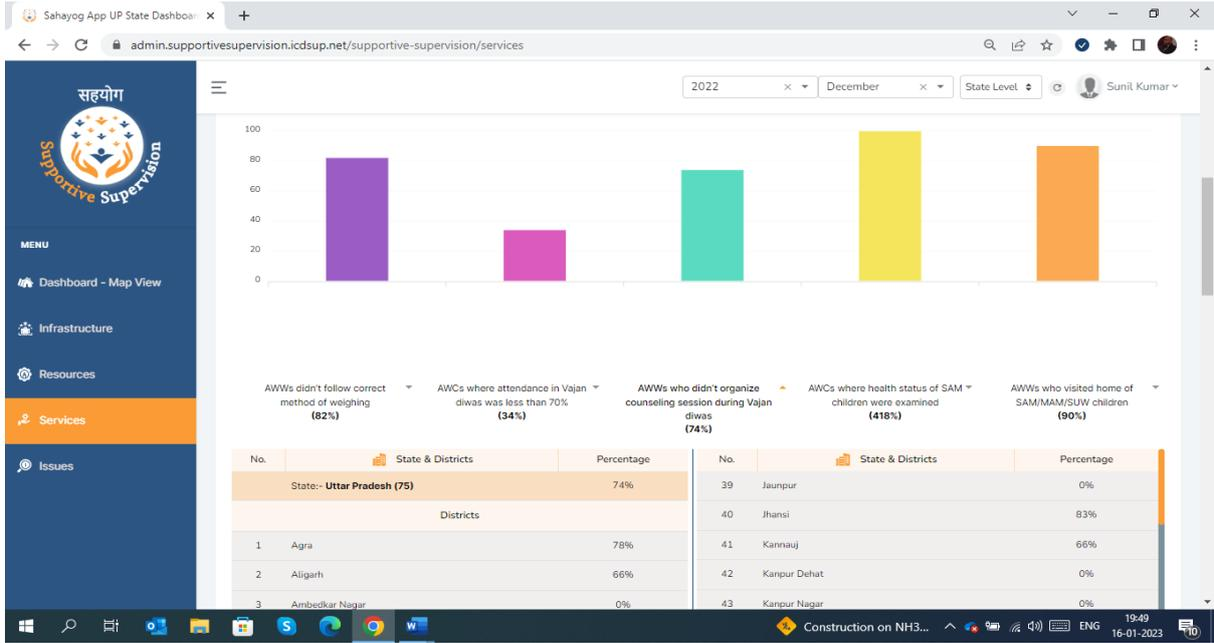 Sahayog App UP State Dashboar
admin.supportivesupervision.icdsup.net/supportive-supervision/services
सहयोग
Supportive Supervision
2022
December
State Level
Sunil Kumar
MENU
Dashboard - Map View
Infrastructure
Resources
Services
Issues
100
80
60
40
20
0
AWWs didn't follow correct
method of weighing
(82%)
AWCs where attendance in Vajan
diwas was less than 70%
(34%)
AWWs who didn't organize
counseling session during Vajan
diwas
(74%)
AWCs where health status of SAM
children were examined
(418%)
AWWs who visited home of
SAM/MAM/SUW children
(90%)
No. State & Districts Percentage
State:- Uttar Pradesh (75) 74%
Districts
1 Agra 78%
2 Aligarh 66%
3 Ambedkar Nagar 0%
No. State & Districts Percentage
39 Jaunpur 0%
40 Jhansi 83%
41 Kannauj 66%
42 Kanpur Dehat 0%
43 Kanpur Nagar 0%
Construction on NH3...
ENG
19:49
16-01-2023
10